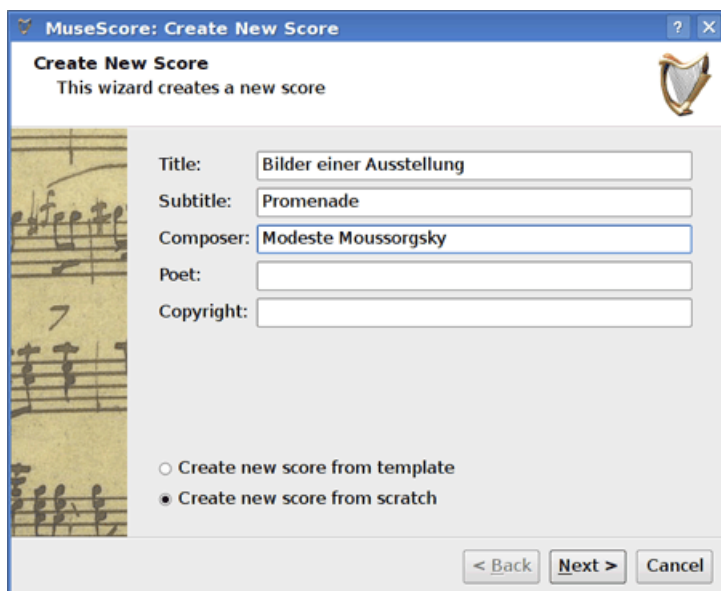 MuseScore: Create New Score
?
Create New Score
This wizard creates a new score
Title: Bilder einer Ausstellung
Subtitle: Promenade
Composer: Modeste Moussorgsky
Poet:
Copyright:
7
Create new score from template
Create new score from scratch
< Back Next > Cancel